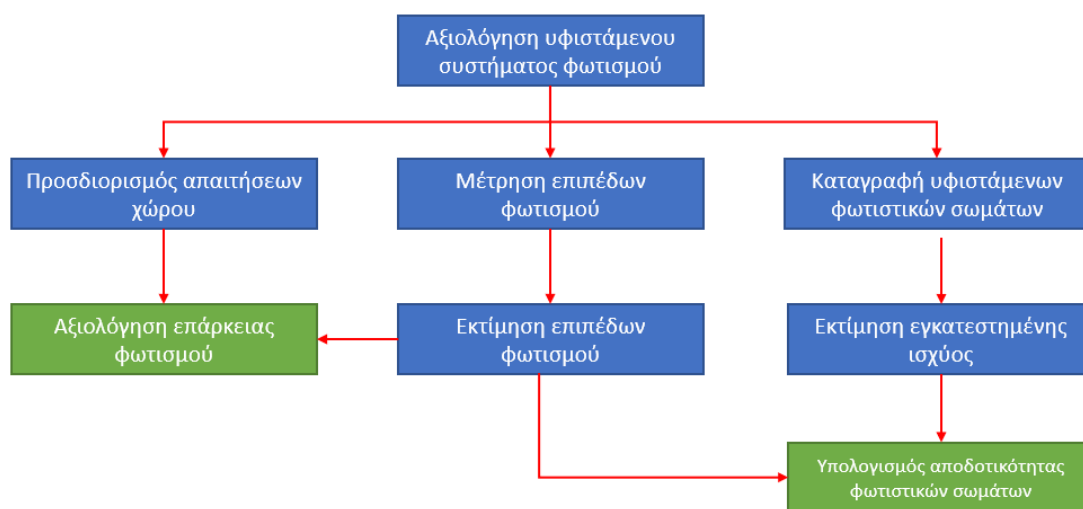 Αξιολόγηση υφιστάμενου
συστήματος φωτισμού
Προσδιορισμός απαιτήσεων
χώρου
Μέτρηση επιπέδων
φωτισμού
Καταγραφή υφιστάμενων
φωτιστικών σωμάτων
Αξιολόγηση επάρκειας
φωτισμού
Εκτίμηση επιπέδων
φωτισμού
Εκτίμηση εγκατεστημένης
ισχύος
Υπολογισμός αποδοτικότητας
φωτιστικών σωμάτων